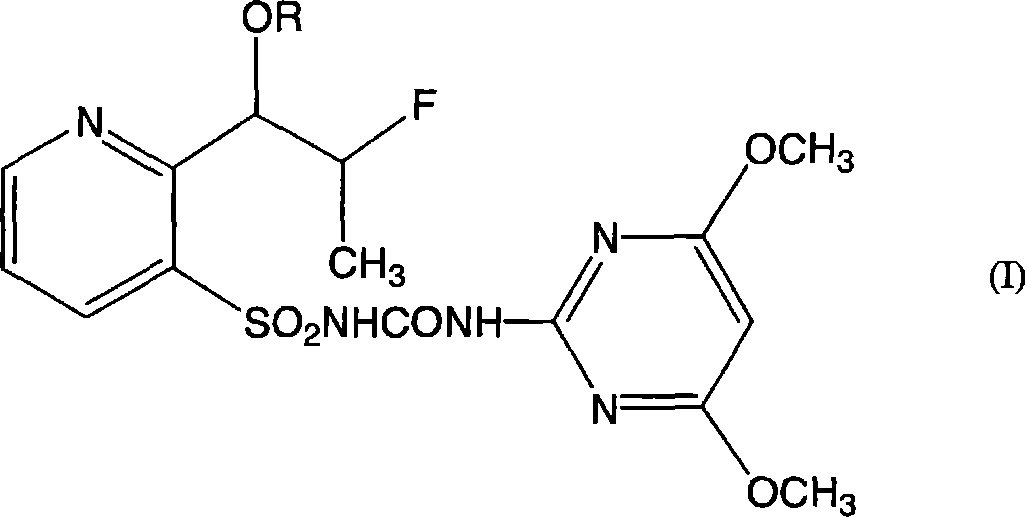 OR
F
N
OCH₃
N
CH₃
(I)
SO₂NHCONH
N
OCH₃